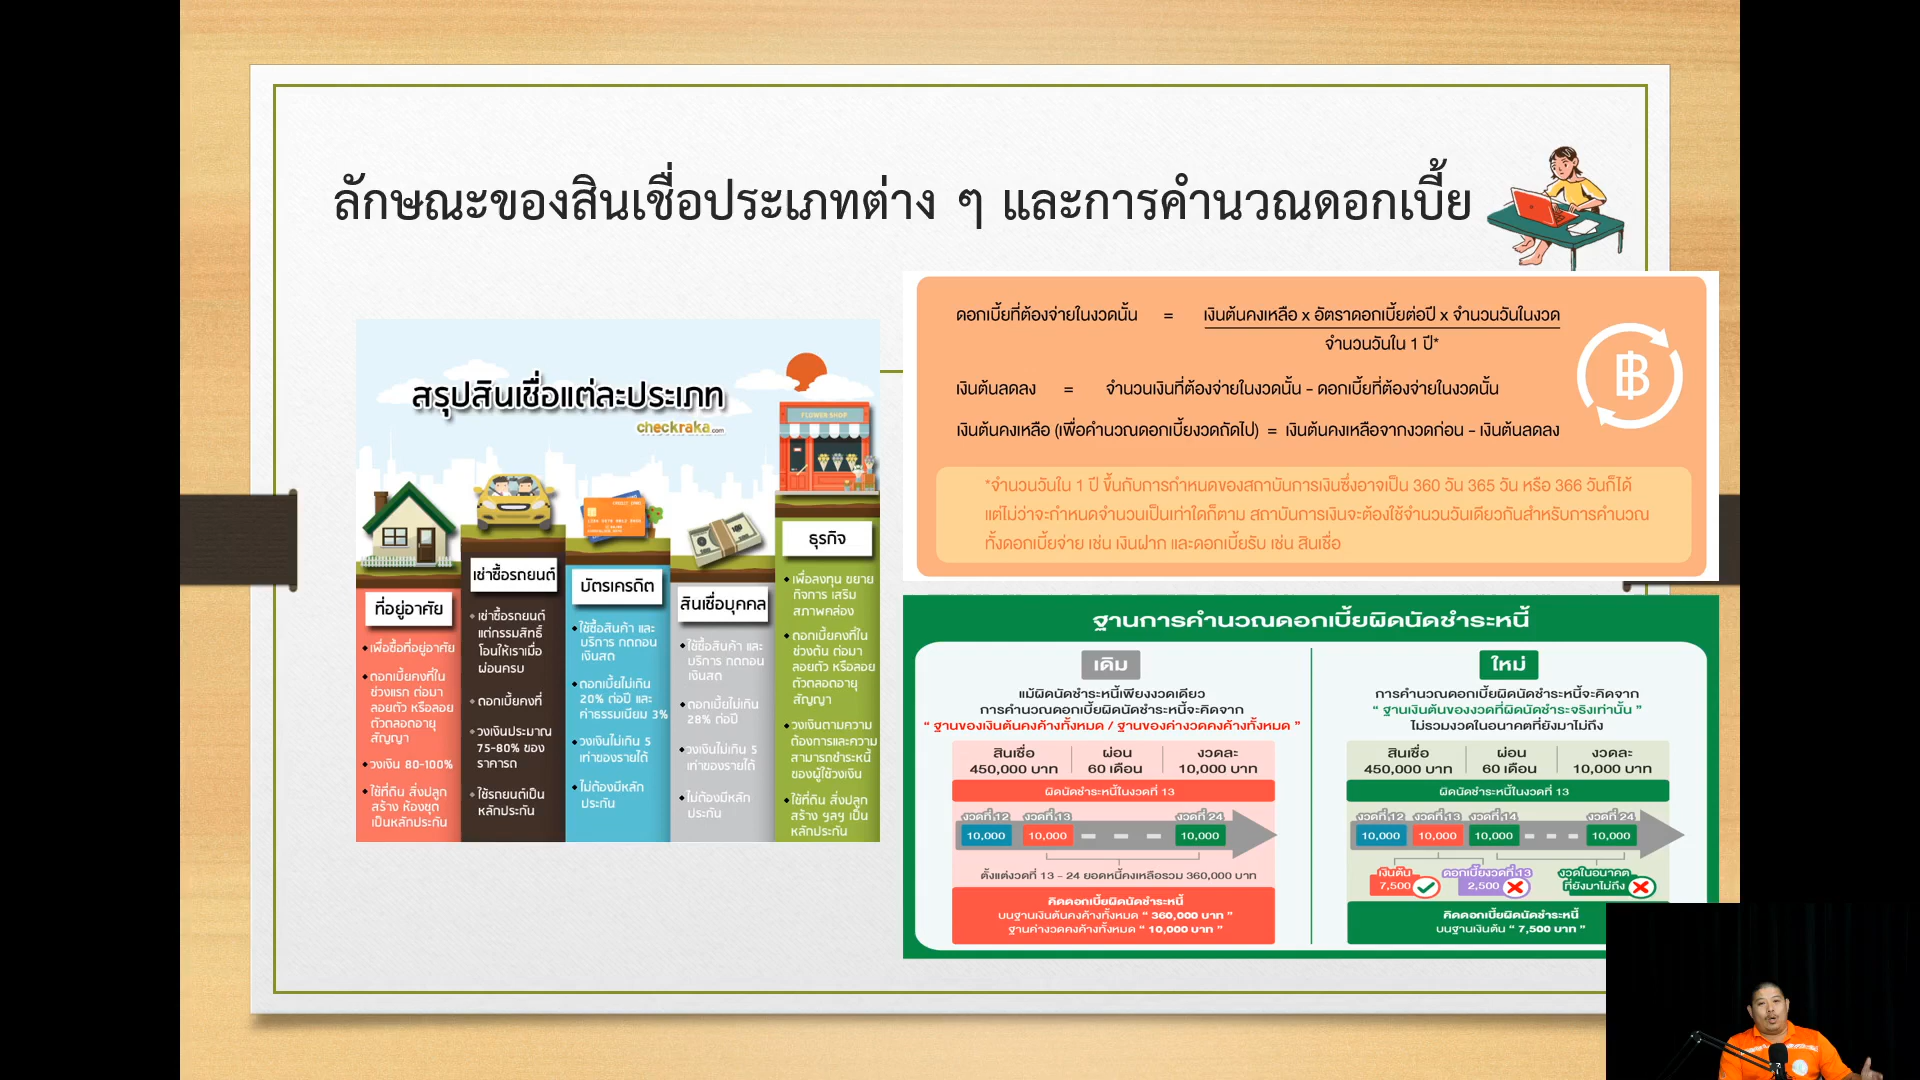 ลักษณะของสินเชื่อประเภทต่าง ๆ และการคำนวณดอกเบี้ย
สรุปสินเชื่อแต่ละประเภท
checkraka.com
FLOWER SHOP
ที่อยู่อาศัย
เพื่อซื้อที่อยู่อาศัย
ดอกเบี้ยคงที่ใน
ช่วงแรก ต่อมา
ลอยตัว หรือลอย
ตัวตลอดอายุ
สัญญา
วงเงิน 80-100%
ใช้ที่ดิน สิ่งปลูก
สร้าง ห้องชุด
เป็นหลักประกัน
เช่าซื้อรถยนต์
เช่าซื้อรถยนต์
แต่กรรมสิทธิ์
โอนให้เราเมื่อ
ผ่อนครบ
ดอกเบี้ยคงที่
วงเงินประมาณ
75-80% ของ
ราคารถ
ใช้รถยนต์เป็น
หลักประกัน
บัตรเครดิต
ใช้ซื้อสินค้า และ
บริการ กดถอน
เงินสด
ดอกเบี้ยไม่เกิน
20% ต่อปี และ
ค่าธรรมเนียม 3%
วงเงินไม่เกิน 5
เท่าของรายได้
ไม่ต้องมีหลัก
ประกัน
สินเชื่อบุคคล
ใช้ซื้อสินค้า และ
บริการ กดถอน
เงินสด
ดอกเบี้ยไม่เกิน
28% ต่อปี
วงเงินไม่เกิน 5
เท่าของรายได้
ไม่ต้องมีหลัก
ประกัน
ธุรกิจ
เพื่อลงทุน ขยาย
กิจการ เสริม
สภาพคล่อง
ดอกเบี้ยคงที่ใน
ช่วงต้น ต่อมา
ลอยตัว หรือลอย
ตัวตลอดอายุ
สัญญา
วงเงินตามความ
ต้องการและความ
สามารถชำระหนี้
ของผู้ใช้วงเงิน
ใช้ที่ดิน สิ่งปลูก
สร้าง ฯลฯ เป็น
หลักประกัน
ดอกเบี้ยที่ต้องจ่ายในงวดนั้น = เงินต้นคงเหลือ x อัตราดอกเบี้ยต่อปี x จำนวนวันในงวด
จำนวนวันใน 1 ปี*
เงินต้นลดลง = จำนวนเงินที่ต้องจ่ายในงวดนั้น - ดอกเบี้ยที่ต้องจ่ายในงวดนั้น
เงินต้นคงเหลือ (เพื่อคำนวณดอกเบี้ยงวดถัดไป) = เงินต้นคงเหลือจากงวดก่อน - เงินต้นลดลง
฿
*จำนวนวันใน 1 ปี ขึ้นกับการกำหนดของสถาบันการเงินซึ่งอาจเป็น 360 วัน 365 วัน หรือ 366 วันก็ได้
แต่ไม่ว่าจะกำหนดจำนวนเป็นเท่าใดก็ตาม สถาบันการเงินจะต้องใช้จำนวนวันเดียวกันสำหรับการคำนวณ
ทั้งดอกเบี้ยจ่าย เช่น เงินฝาก และดอกเบี้ยรับ เช่น สินเชื่อ
ฐานการคำนวณดอกเบี้ยผิดนัดชำระหนี้
เดิม
แม้ผิดนัดชำระหนี้เพียงงวดเดียว
การคำนวณดอกเบี้ยผิดนัดชำระหนี้จะคิดจาก
“ ฐานของเงินต้นคงค้างทั้งหมด / ฐานของค่างวดคงค้างทั้งหมด ”
สินเชื่อ ผ่อน งวดละ
450,000 บาท 60 เดือน 10,000 บาท
ผิดนัดชำระหนี้ในงวดที่ 13
งวดที่ 12 งวดที่ 13 งวดที่ 24
10,000 10,000 10,000
ตั้งแต่งวดที่ 13 - 24 ยอดหนี้คงเหลือรวม 360,000 บาท
คิดดอกเบี้ยผิดนัดชำระหนี้
บนฐานเงินต้นคงค้างทั้งหมด “ 360,000 บาท ”
ฐานค่างวดคงค้างทั้งหมด “ 10,000 บาท ”
ใหม่
การคำนวณดอกเบี้ยผิดนัดชำระหนี้จะคิดจาก
“ ฐานเงินต้นของงวดที่ผิดนัดชำระจริงเท่านั้น ”
ไม่รวมงวดในอนาคตที่ยังมาไม่ถึง
สินเชื่อ ผ่อน งวดละ
450,000 บาท 60 เดือน 10,000 บาท
ผิดนัดชำระหนี้ในงวดที่ 13
งวดที่ 12 งวดที่ 13 งวดที่ 14 งวดที่ 24
10,000 10,000 10,000 10,000
เงินต้น ดอกเบี้ยงวดที่ 13 งวดในอนาคต
7,500 2,500 ที่ยังมาไม่ถึง
คิดดอกเบี้ยผิดนัดชำระหนี้
บนฐานเงินต้น “ 7,500 บาท ”